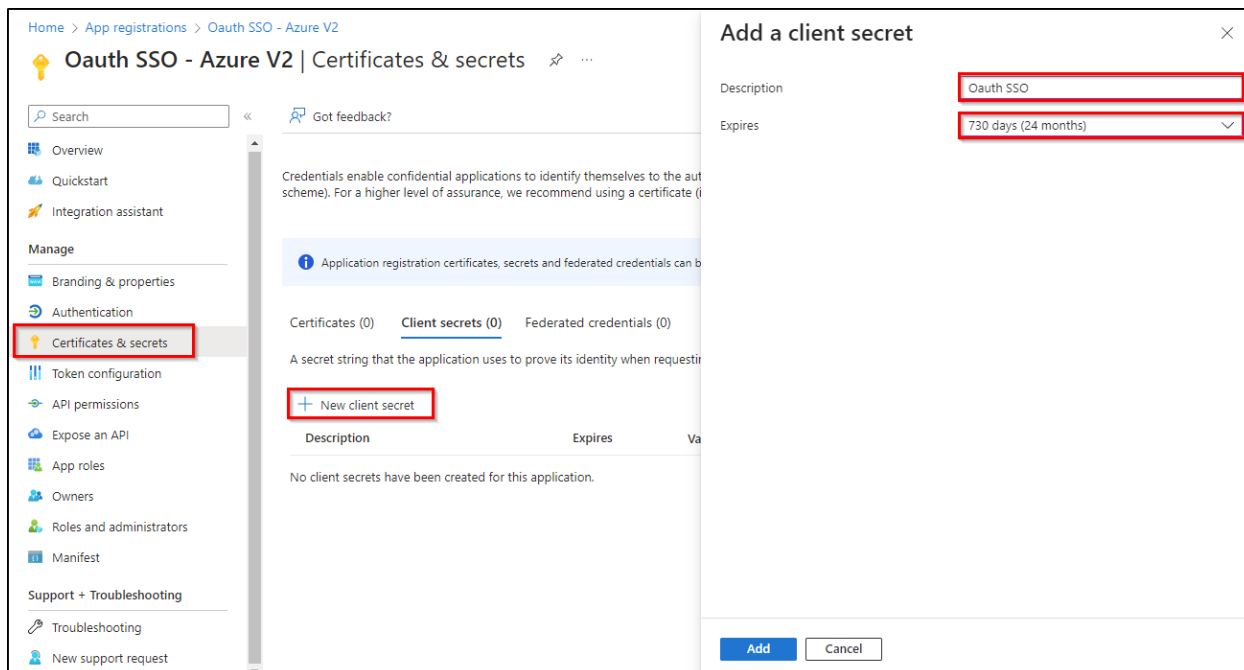 Home > App registrations > Oauth SSO - Azure V2
Oauth SSO - Azure V2 | Certificates & secrets
Search
Overview
Quickstart
Integration assistant
Manage
Branding & properties
Authentication
Certificates & secrets
Token configuration
API permissions
Expose an API
App roles
Owners
Roles and administrators
Manifest
Support + Troubleshooting
Troubleshooting
New support request
Got feedback?
Credentials enable confidential applications to identify themselves to the aut
scheme). For a higher level of assurance, we recommend using a certificate (i
Application registration certificates, secrets and federated credentials can b
Certificates (0) Client secrets (0) Federated credentials (0)
A secret string that the application uses to prove its identity when requestin
New client secret
Description Expires Va
No client secrets have been created for this application.
Add a client secret
Description Oauth SSO
Expires 730 days (24 months)
Add Cancel